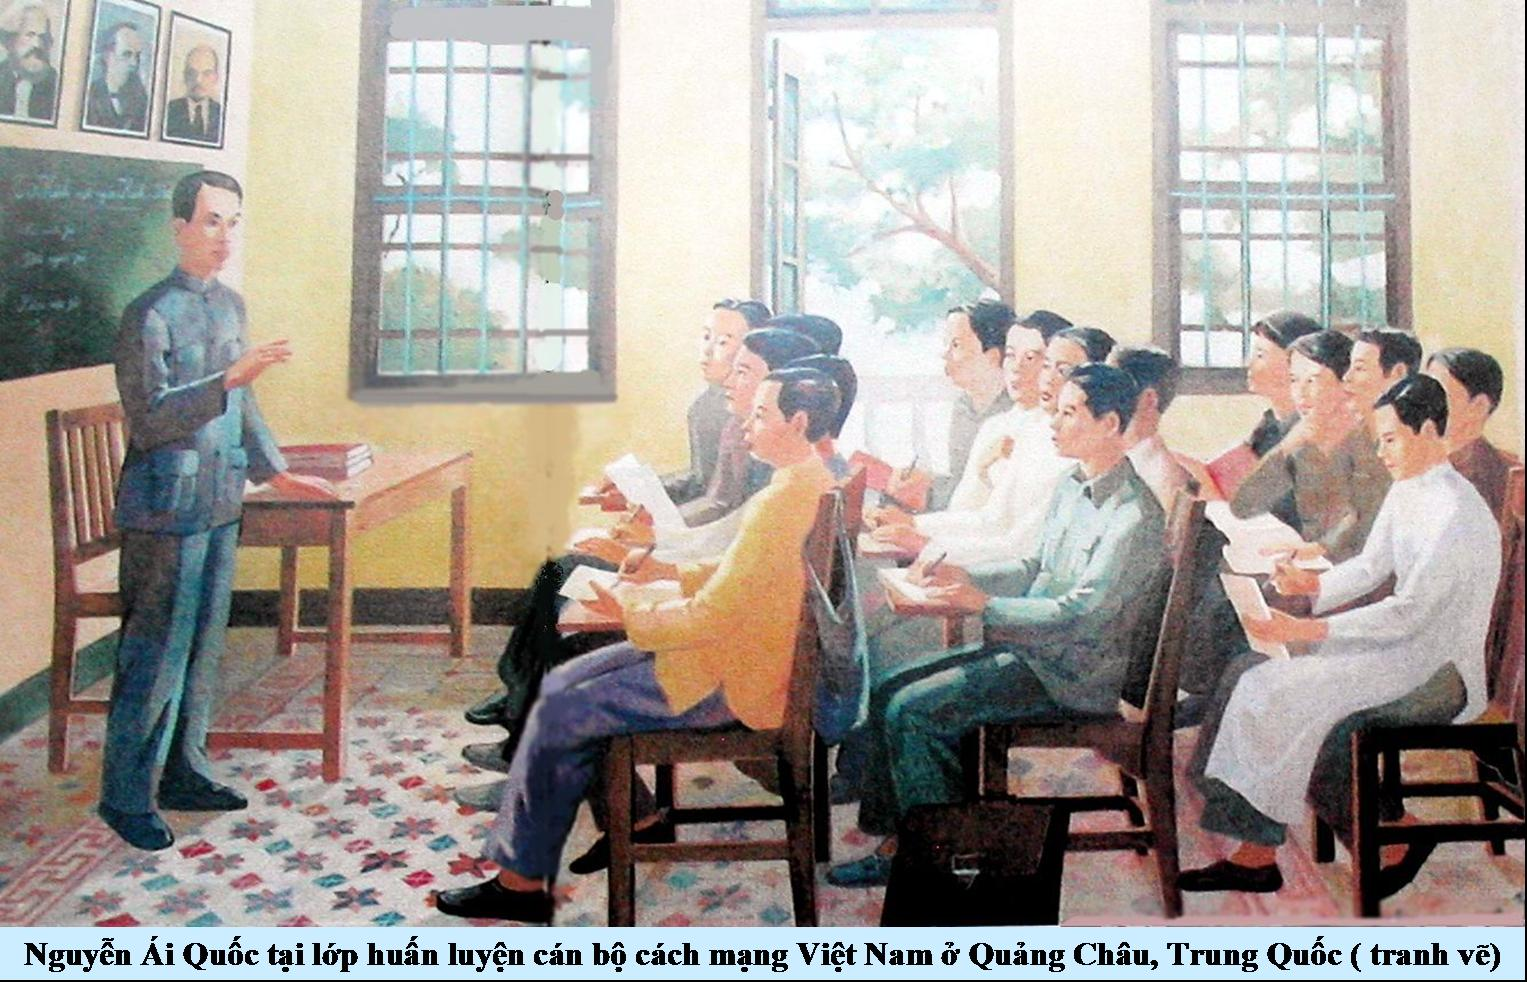 Nguyễn Ái Quốc tại lớp huấn luyện cán bộ cách mạng Việt Nam ở Quảng Châu, Trung Quốc ( tranh vẽ)